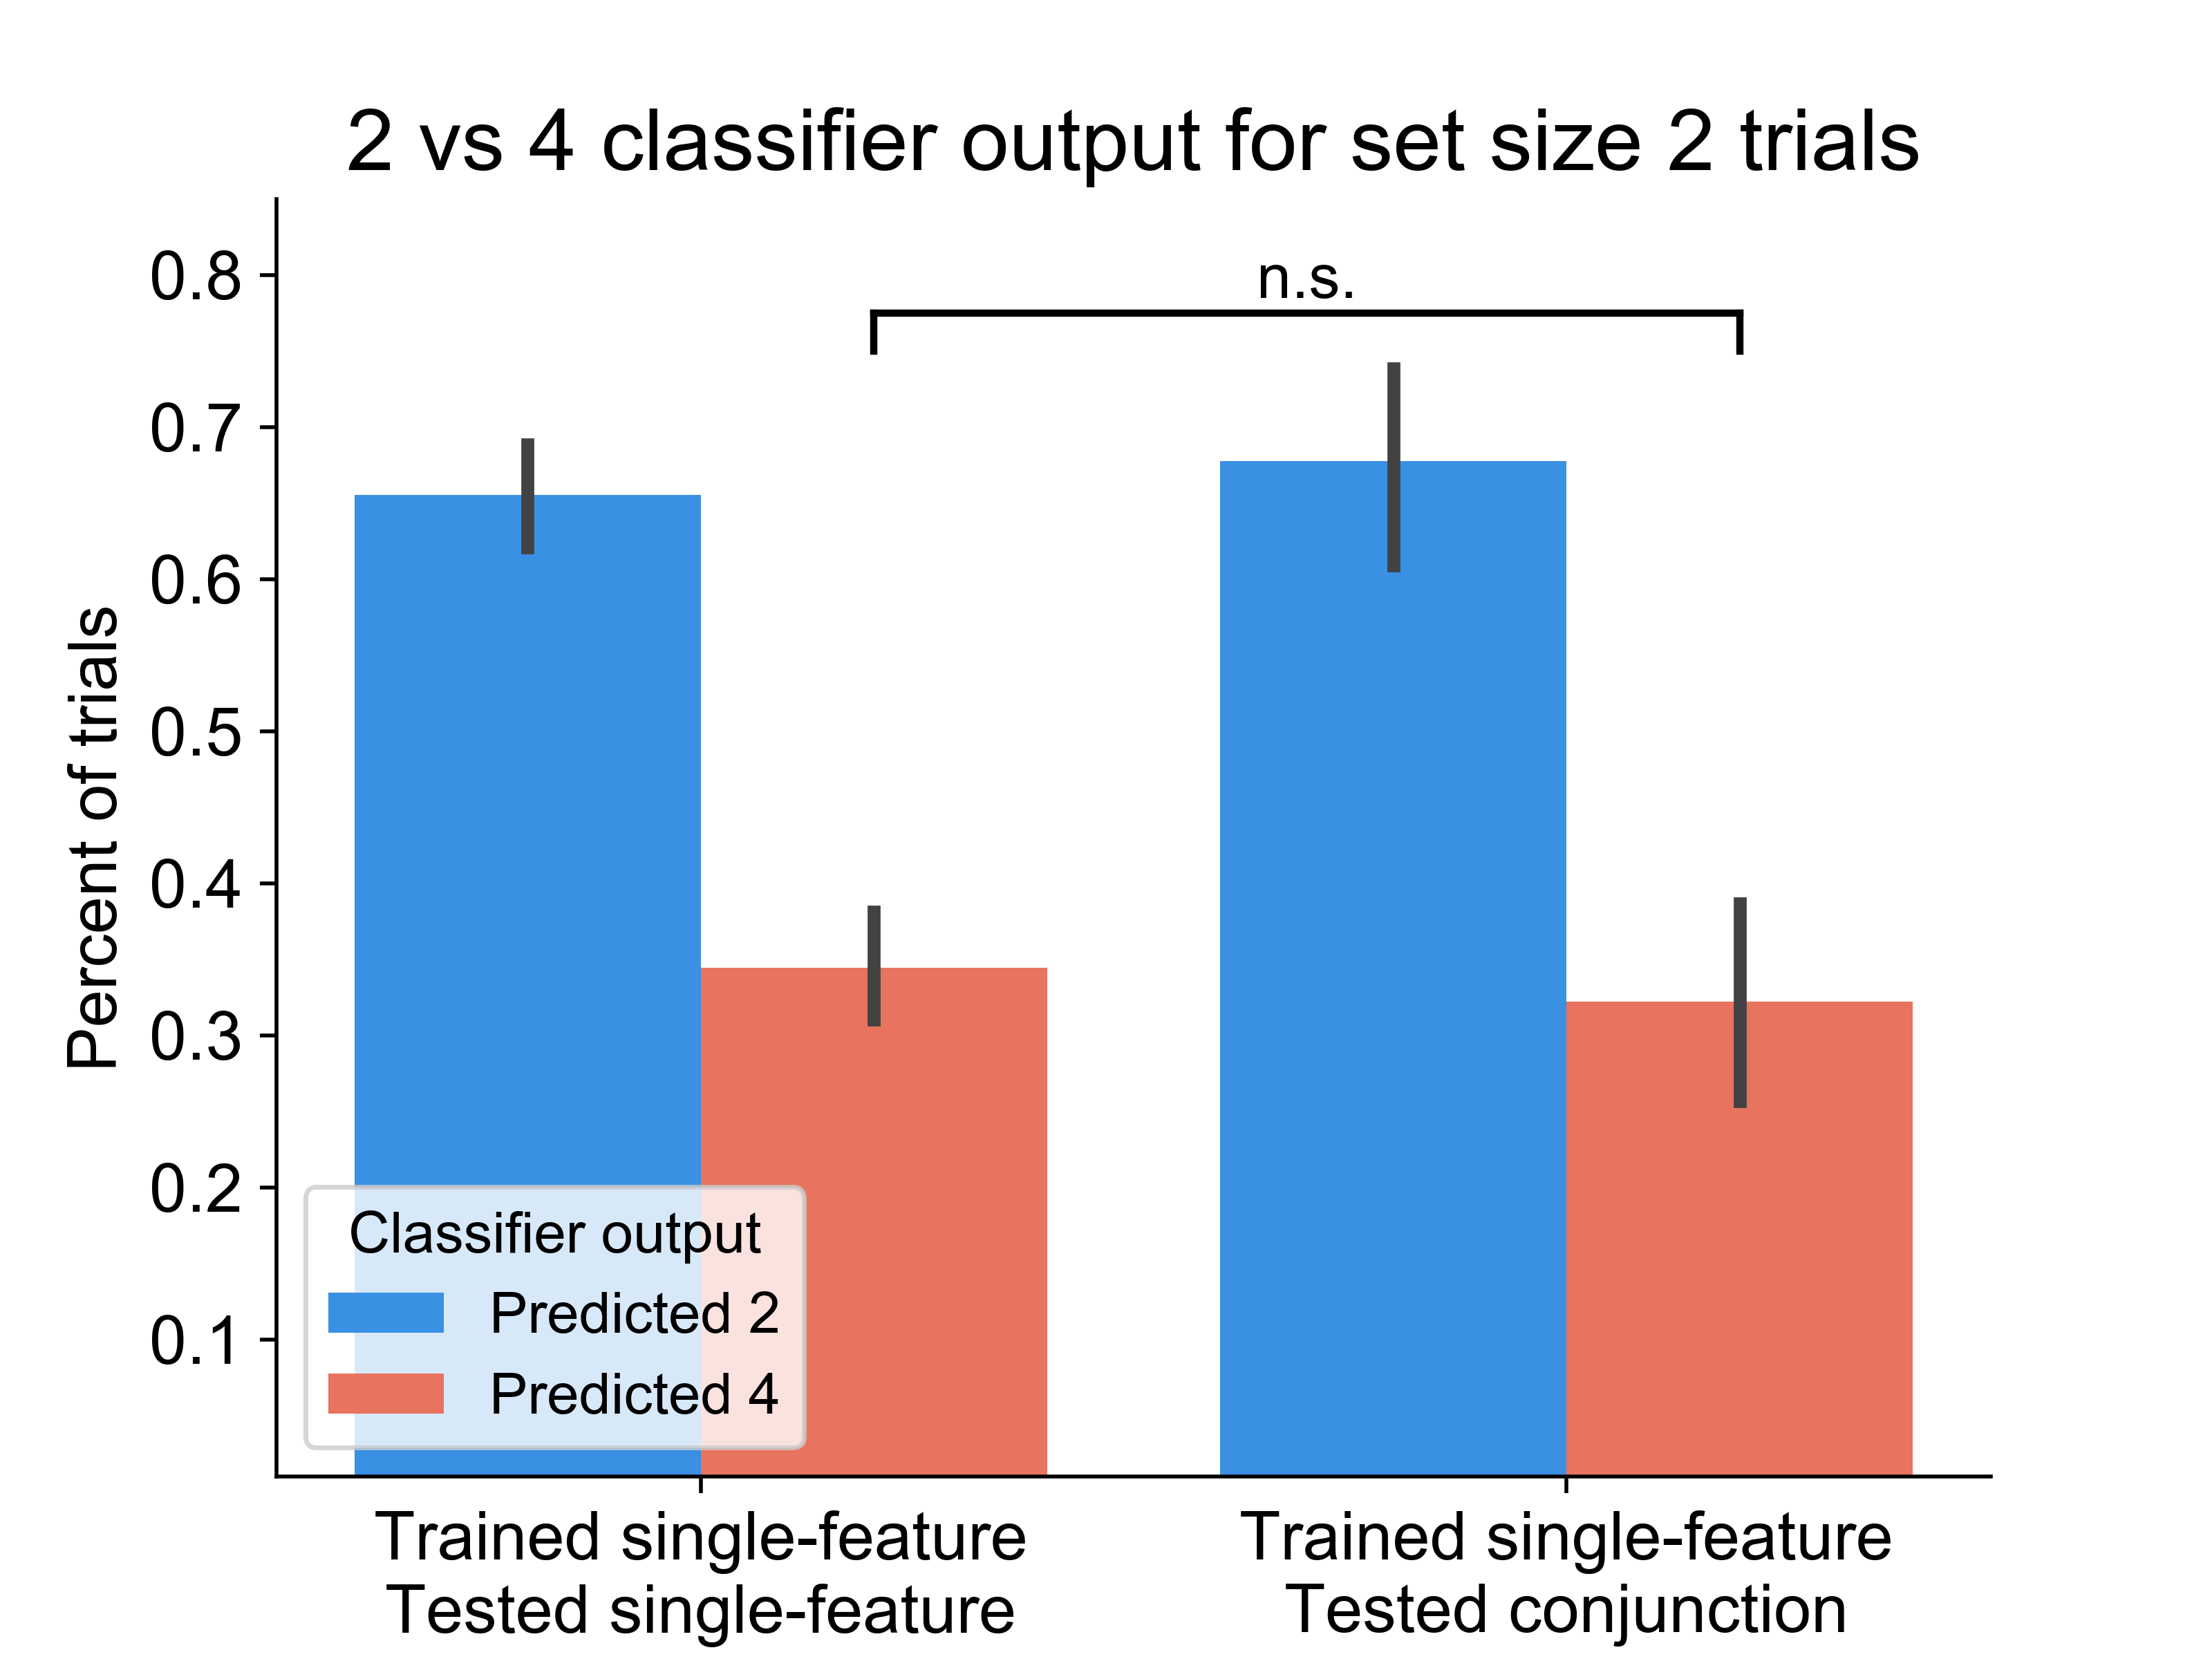 2 vs 4 classifier output for set size 2 trials
n.s.
0.8
0.7
0.6
0.5
0.4
0.3
0.2
0.1
Percent of trials
Classifier output
Predicted 2
Predicted 4
Trained single-feature
Tested single-feature
Trained single-feature
Tested conjunction